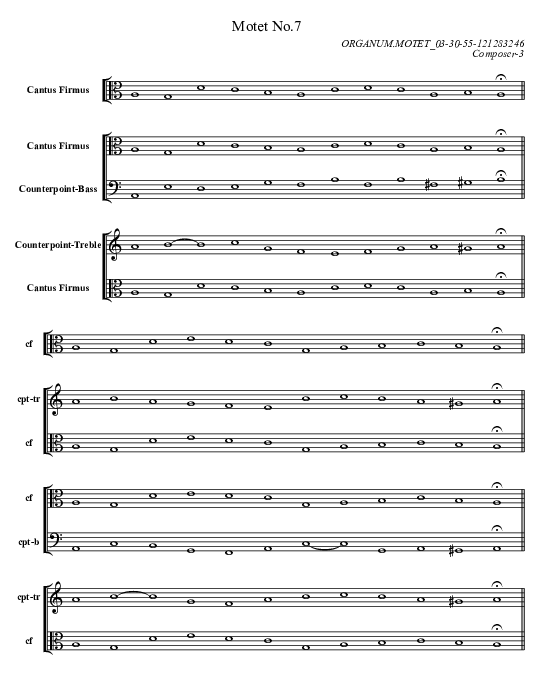 Motet No.7
ORGANUM.MOTET_03-30-55-121283246
Composer-3
Cantus Firmus
Cantus Firmus
Counterpoint-Bass
Counterpoint-Treble
Cantus Firmus
cf
cpt-tr
cf
cf
cpt-b
cpt-tr
cf